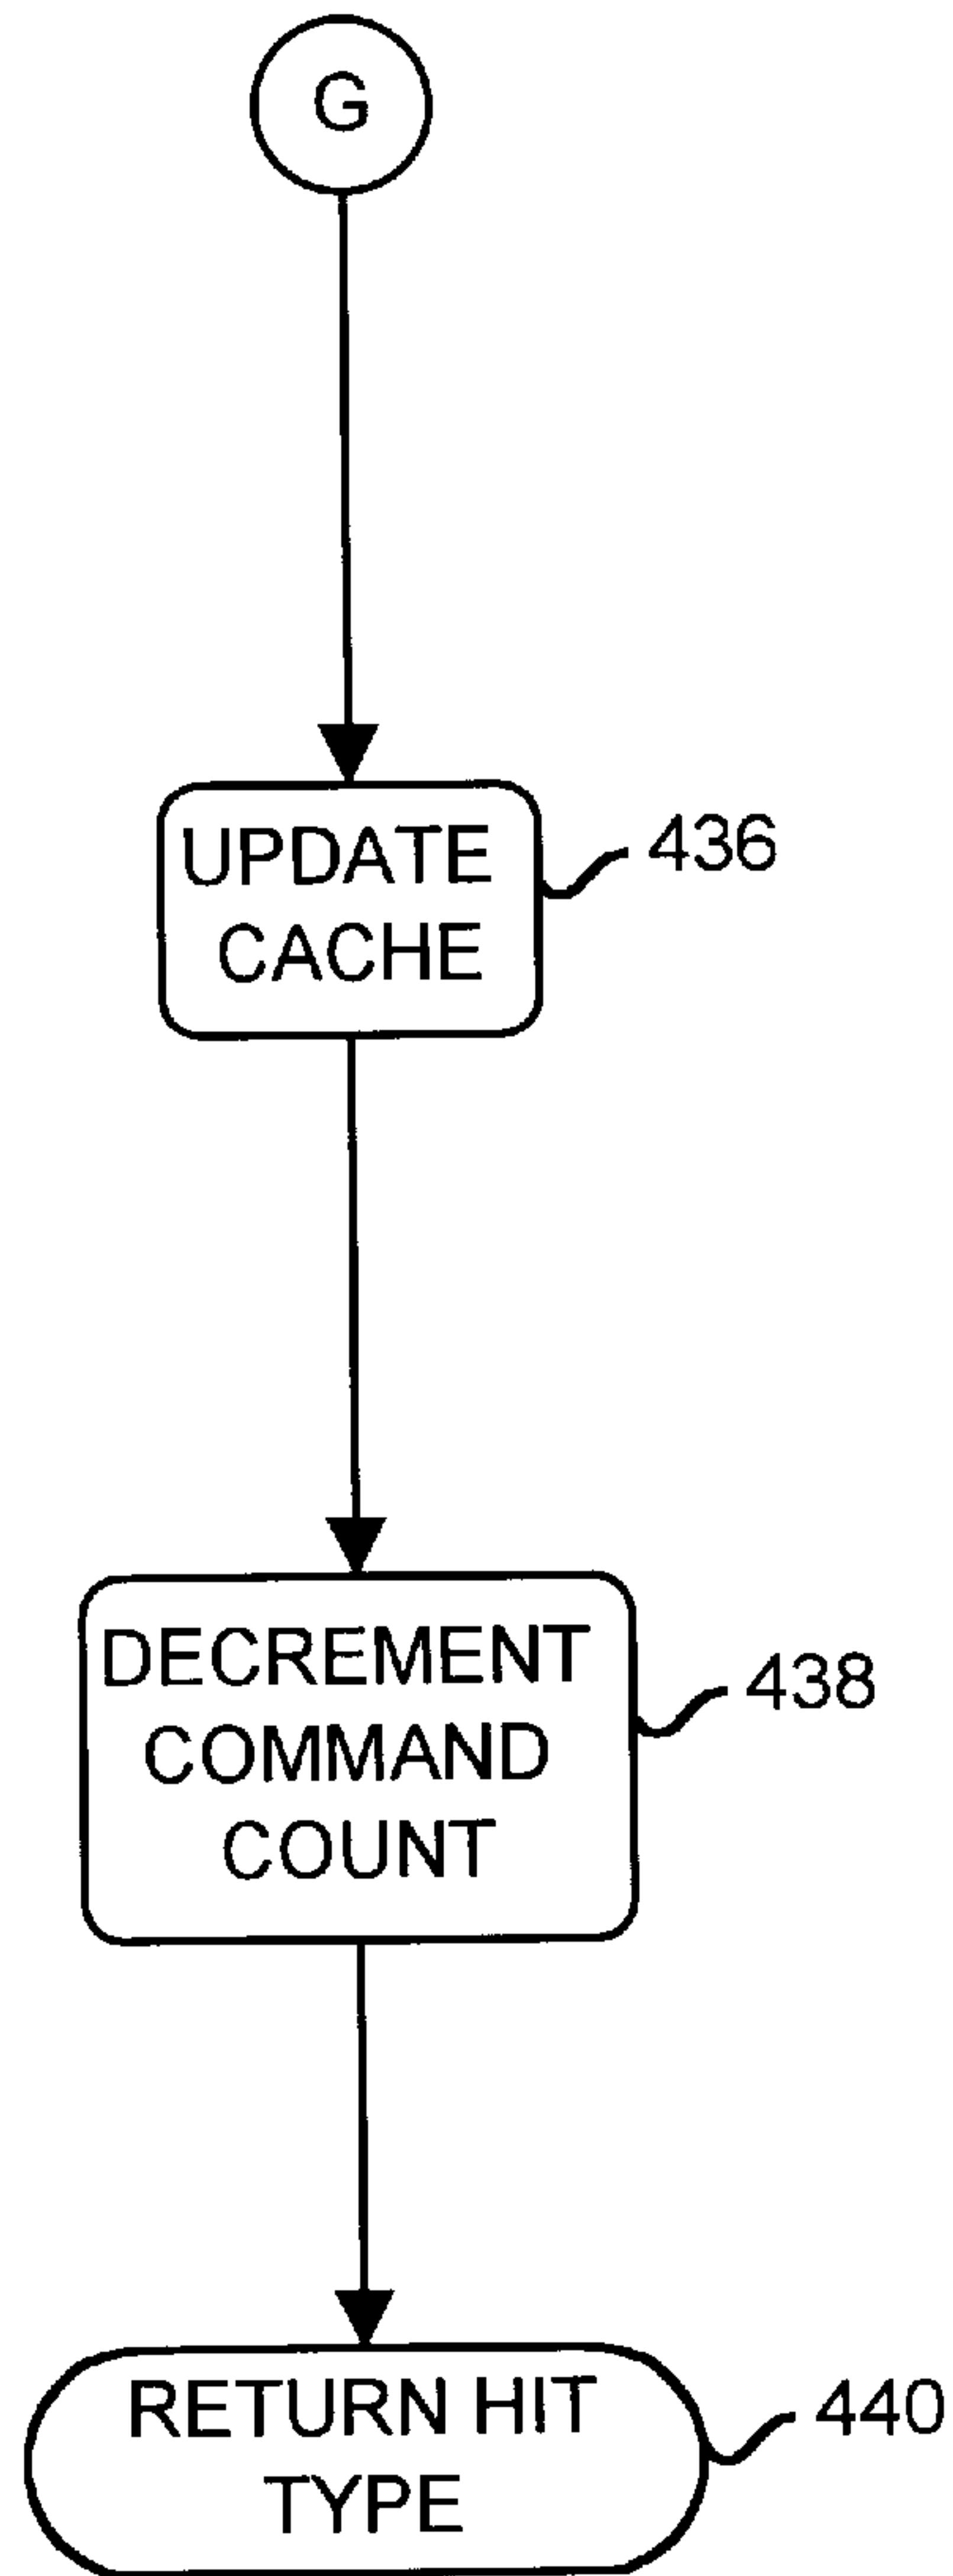 G
UPDATE
CACHE
436
DECREMENT
COMMAND
COUNT
438
RETURN HIT
TYPE
440